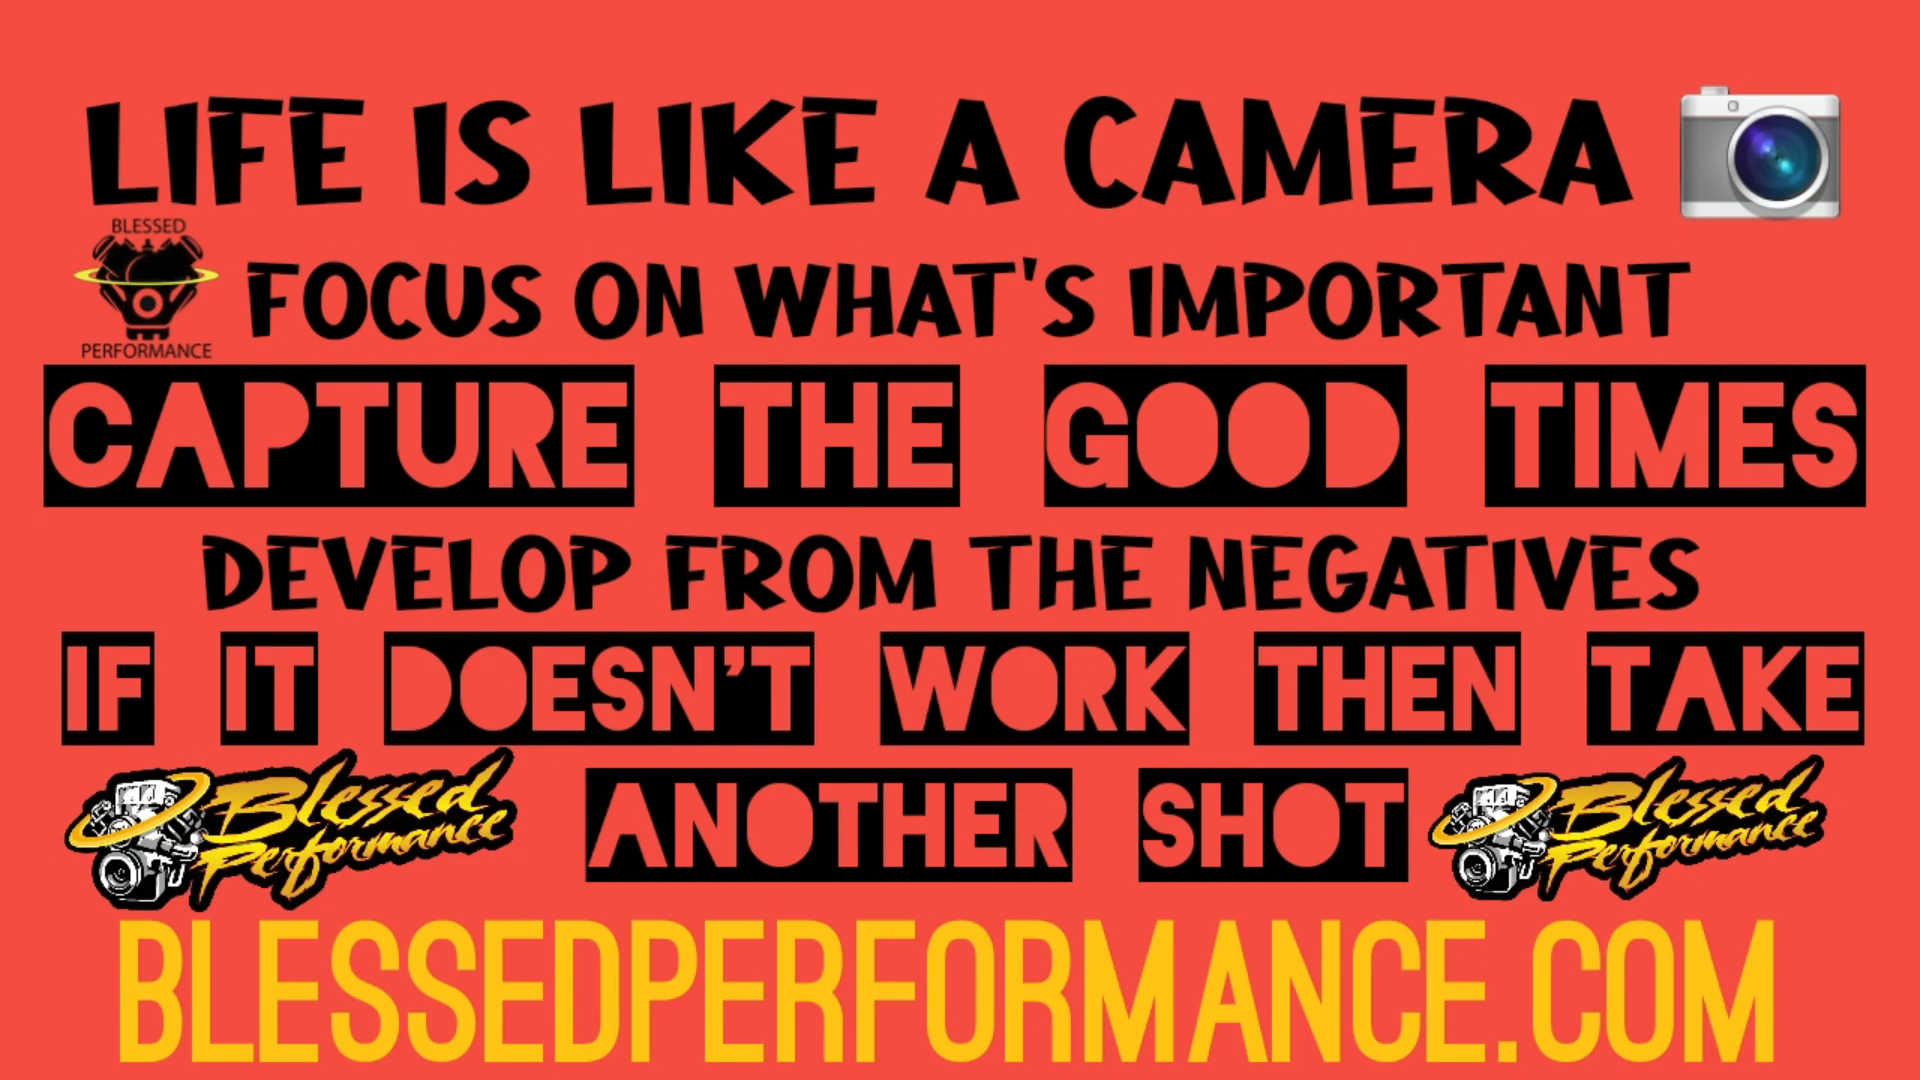 LIFE IS LIKE A CAMERA
BLESSED
PERFORMANCE
FOCUS ON WHAT'S IMPORTANT
CAPTURE THE GOOD TIMES
DEVELOP FROM THE NEGATIVES
IF IT DOESN'T WORK THEN TAKE
Blessed
Performance
ANOTHER SHOT
Blessed
Performance
BLESSEDPERFORMANCE.COM